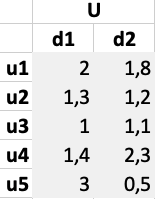 U
d1 d2
u1 2 1,8
u2 1,3 1,2
u3 1 1,1
u4 1,4 2,3
u5 3 0,5